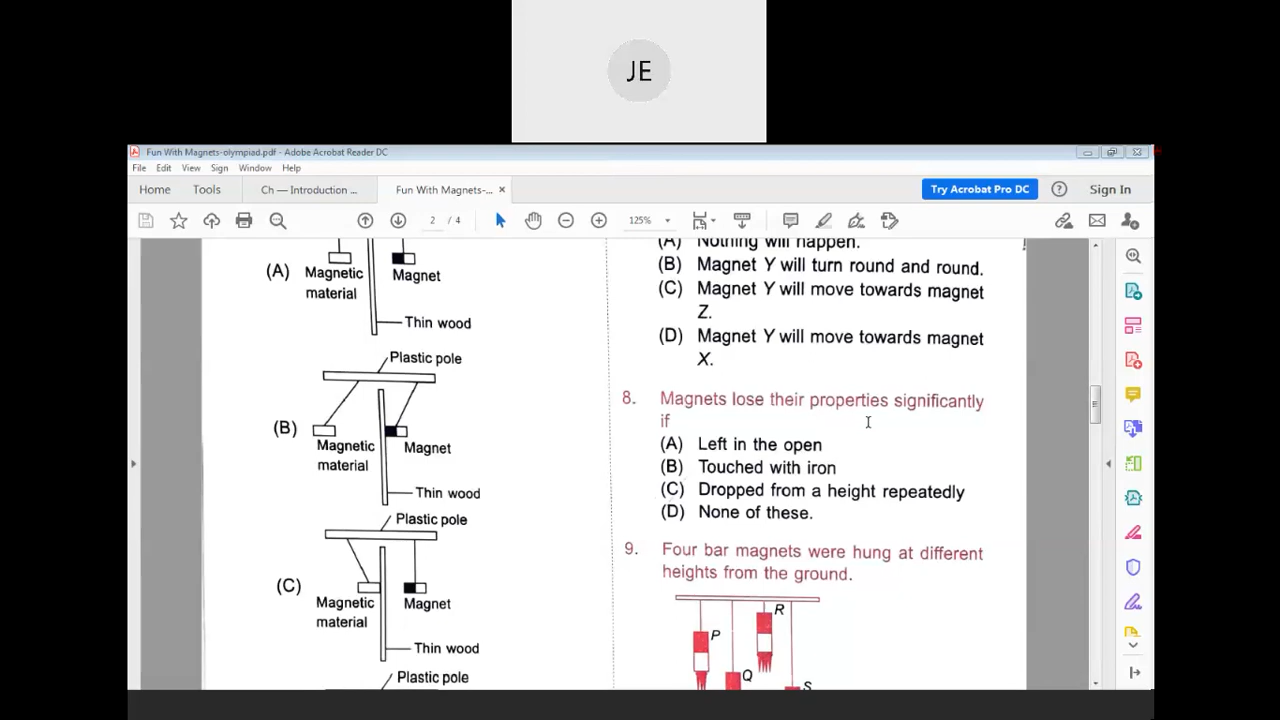 JE
Fun With Magnets-olympiad.pdf - Adobe Acrobat Reader DC
File Edit View Sign Window Help
Home Tools Ch — Introduction ... Fun With Magnets-... × Try Acrobat Pro DC ? Sign In
2 / 4 125%
(A) Magnetic
material
Magnet
Thin wood
Plastic pole
(B)
Magnetic
material
Magnet
Thin wood
Plastic pole
(C)
Magnetic
material
Magnet
Thin wood
Plastic pole
(A) Nothing will happen.
(B) Magnet Y will turn round and round.
(C) Magnet Y will move towards magnet
Z.
(D) Magnet Y will move towards magnet
X.
8. Magnets lose their properties significantly
if
(A) Left in the open
(B) Touched with iron
(C) Dropped from a height repeatedly
(D) None of these.
9. Four bar magnets were hung at different
heights from the ground.
R
P
Q
S